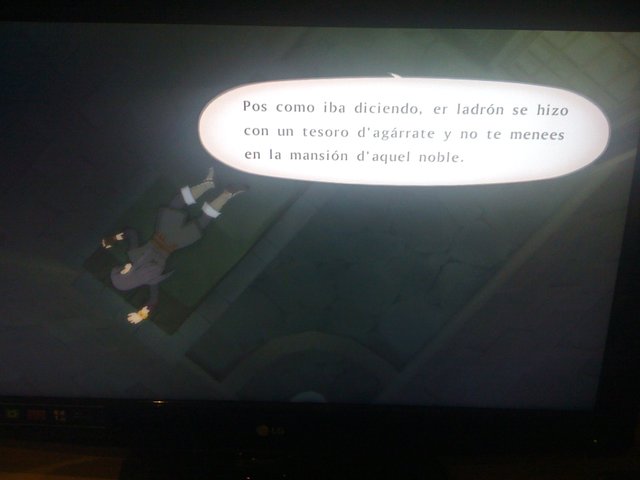 Pos como iba diciendo, er ladrón se hizo
con un tesoro d'agárrate y no te menees
en la mansión d'aquel noble.
LG